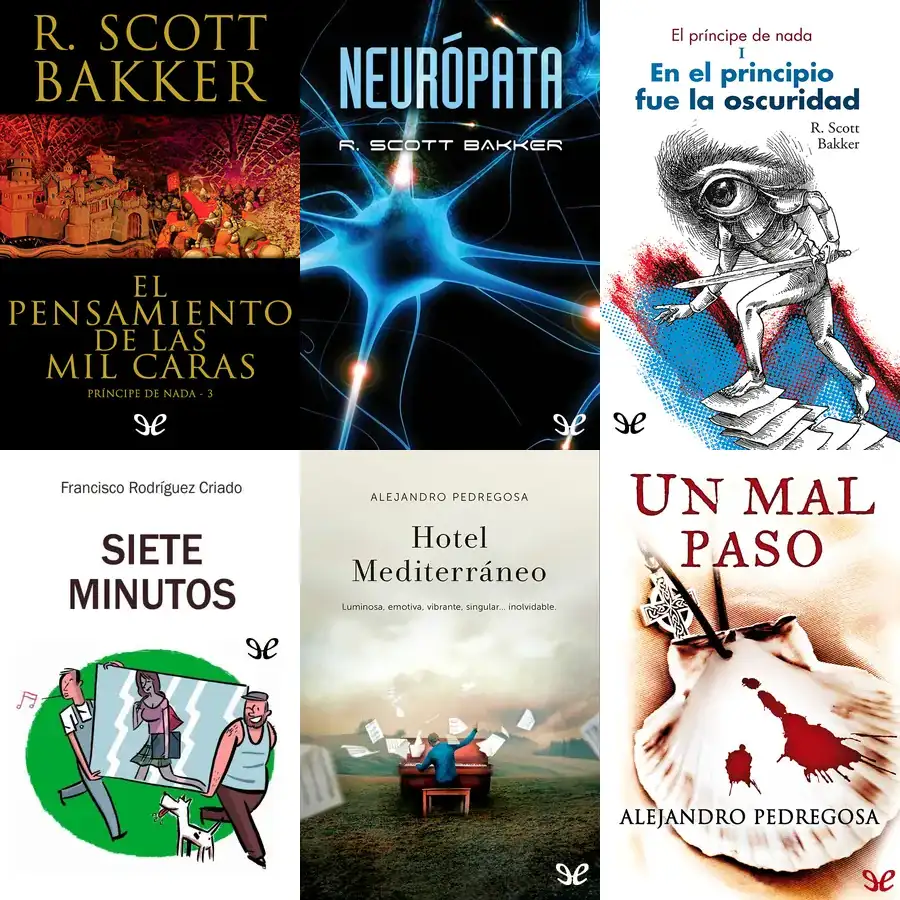 R. SCOTT
BAKKER
EL
PENSAMIENTO
DE LAS
MIL CARAS
PRÍNCIPE DE NADA - 3
NEURÓPATA
R. SCOTT BAKKER
El príncipe de nada
I
En el principio
fue la oscuridad
R. Scott
Bakker
Francisco Rodríguez Criado
SIETE
MINUTOS
ALEJANDRO PEDREGOSA
Hotel
Mediterráneo
Luminosa, emotiva, vibrante, singular... inolvidable.
UN MAL
PASO
ALEJANDRO PEDREGOSA